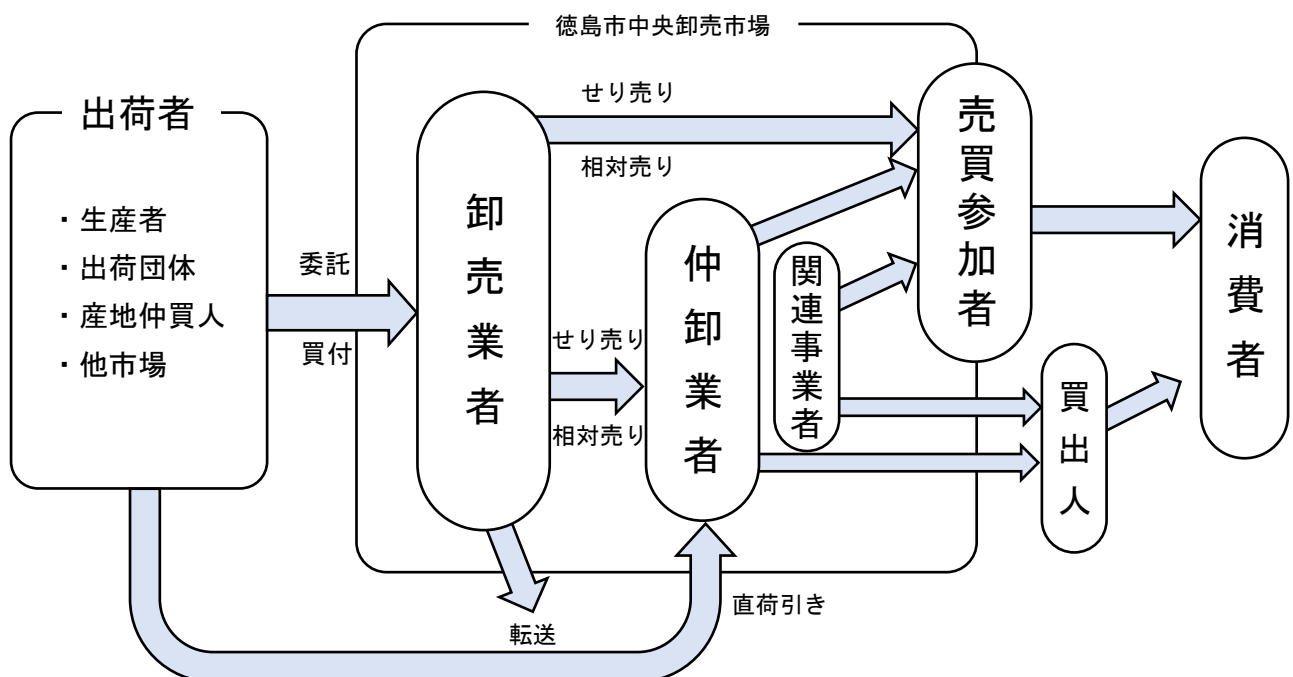 徳島市中央卸売市場
出荷者
・生産者
・出荷団体
・産地仲買人
・他市場
委託
買付
卸売業者
せり売り
相対売り
せり売り
相対売り
仲卸業者
関連事業者
売買参加者
買出人
消費者
転送
直荷引き